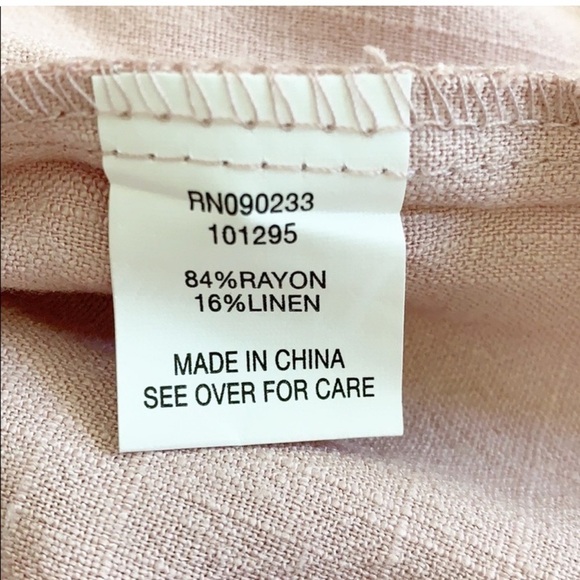 RN090233
101295
84%RAYON
16%LINEN
MADE IN CHINA
SEE OVER FOR CARE